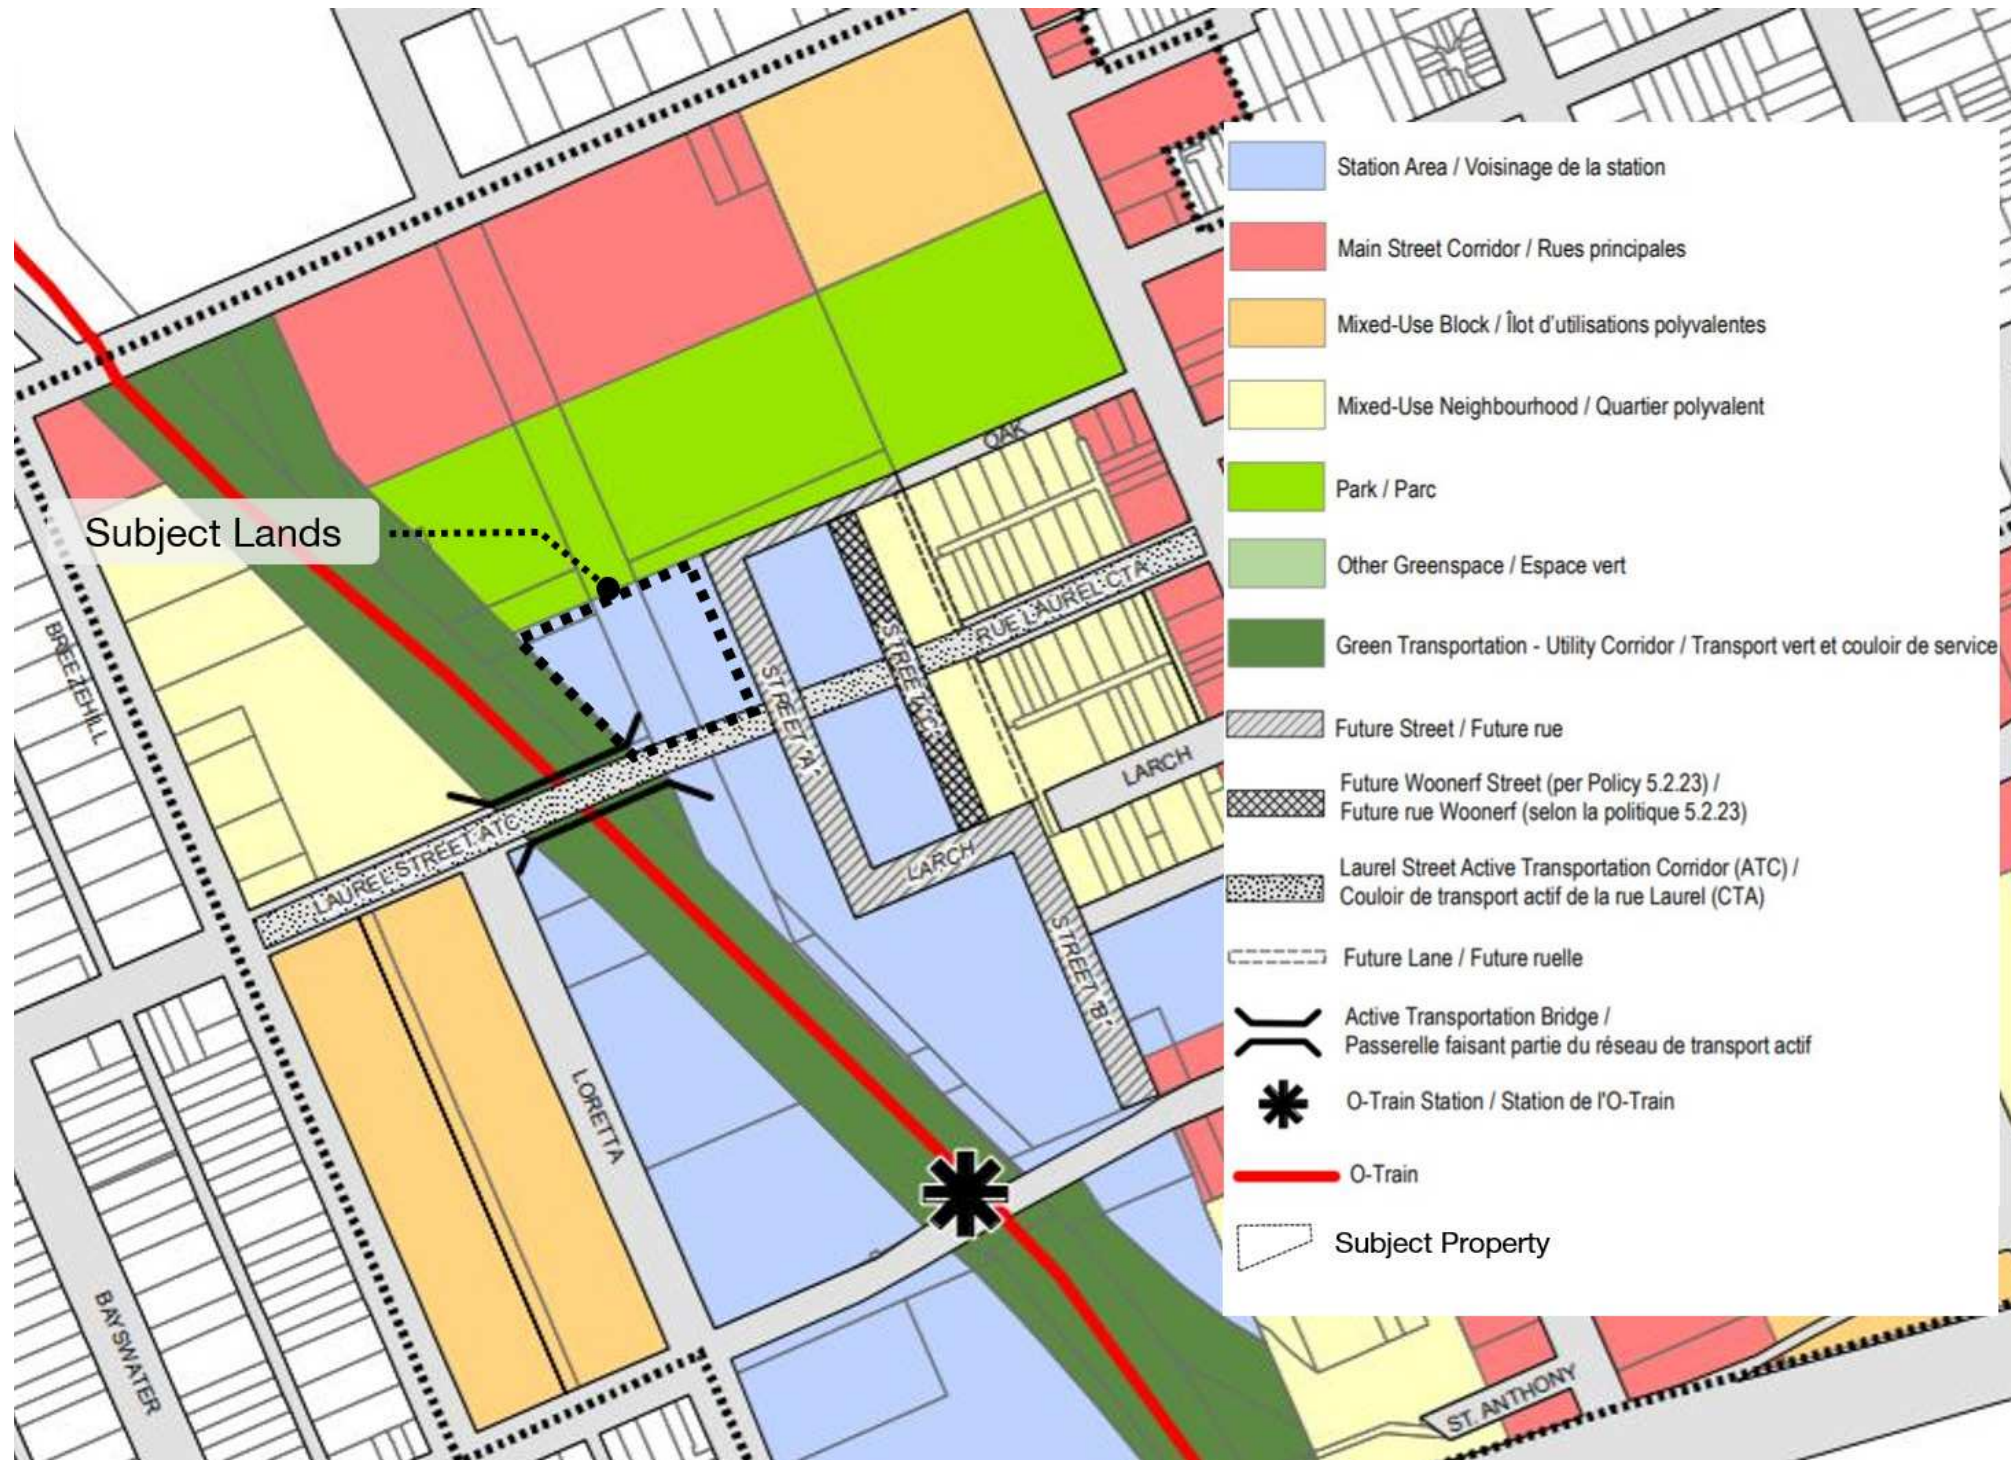 OAK
Subject Lands
RUE LAUREL CTA
BREEZEHILL
STREET 'A'
STREET 'C'
LARCH
LAUREL STREET ATC
LARCH
STREET 'B'
LORETTA
BAYSWATER
ST. ANTHONY
Station Area / Voisinage de la station
Main Street Corridor / Rues principales
Mixed-Use Block / Îlot d'utilisations polyvalentes
Mixed-Use Neighbourhood / Quartier polyvalent
Park / Parc
Other Greenspace / Espace vert
Green Transportation - Utility Corridor / Transport vert et couloir de service
Future Street / Future rue
Future Woonerf Street (per Policy 5.2.23) /
Future rue Woonerf (selon la politique 5.2.23)
Laurel Street Active Transportation Corridor (ATC) /
Couloir de transport actif de la rue Laurel (CTA)
Future Lane / Future ruelle
Active Transportation Bridge /
Passerelle faisant partie du réseau de transport actif
O-Train Station / Station de l'O-Train
O-Train
Subject Property